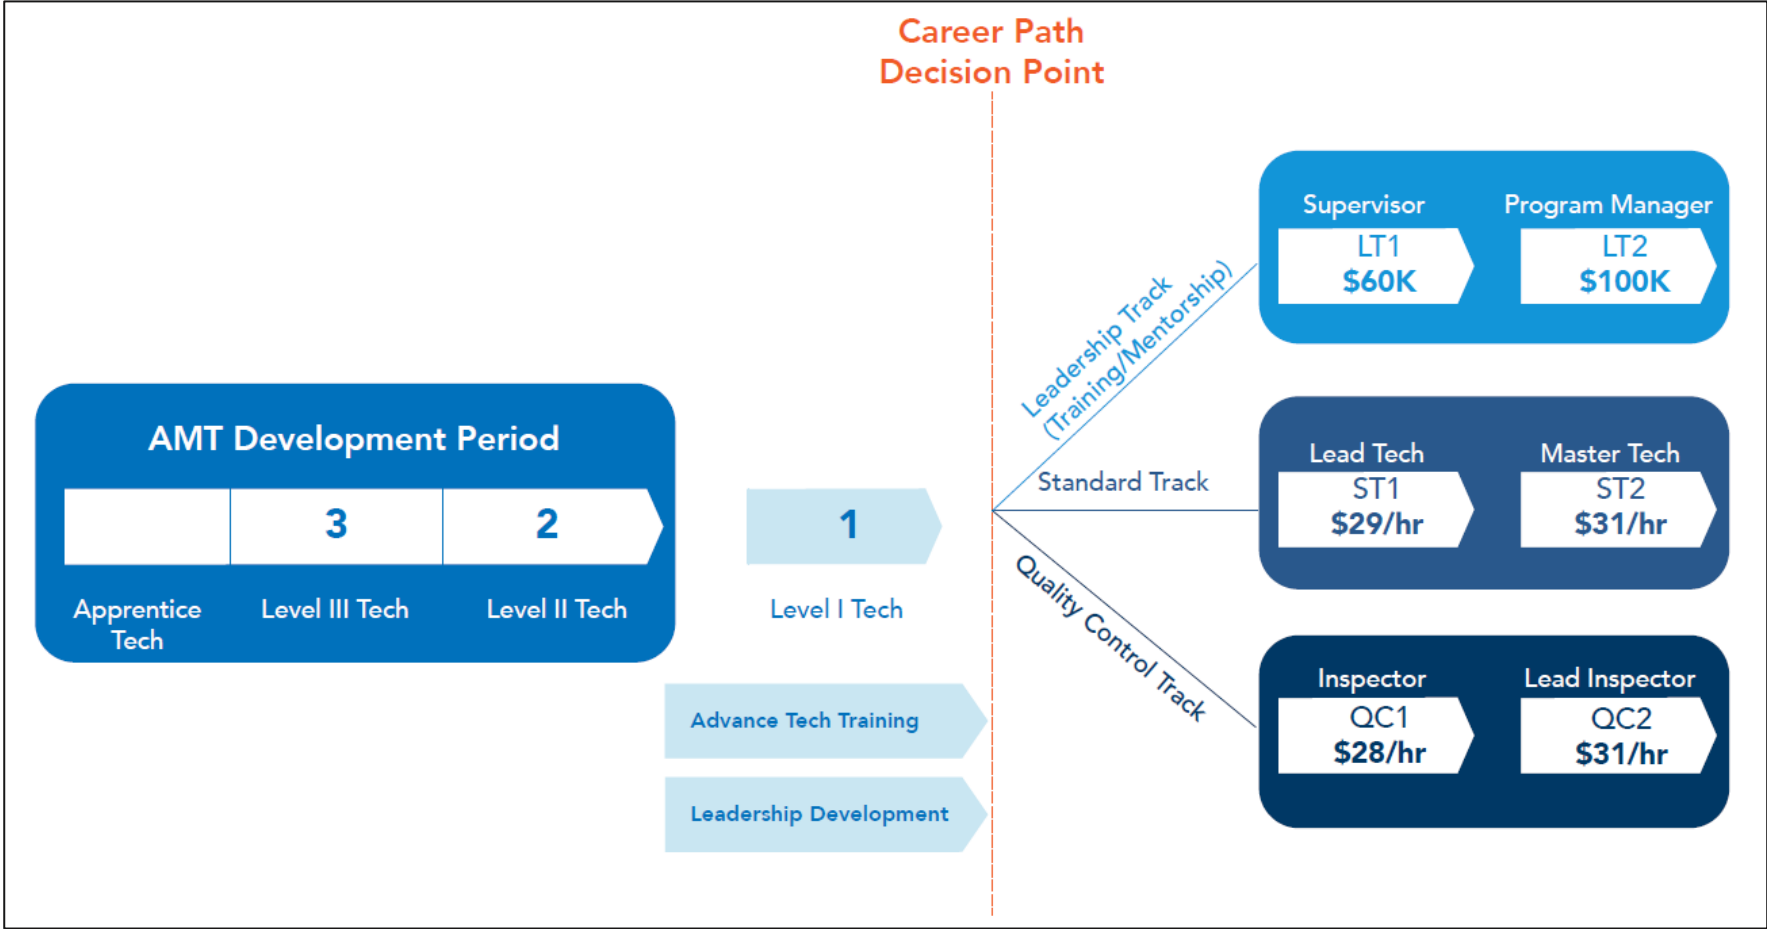 Career Path
Decision Point
AMT Development Period
3
2
Apprentice
Tech
Level III Tech
Level II Tech
1
Level I Tech
Advance Tech Training
Leadership Development
Leadership Track
(Training/Mentorship)
Standard Track
Quality Control Track
Supervisor
LT1
$60K
Program Manager
LT2
$100K
Lead Tech
ST1
$29/hr
Master Tech
ST2
$31/hr
Inspector
QC1
$28/hr
Lead Inspector
QC2
$31/hr